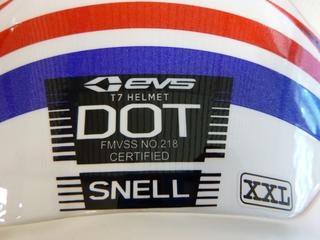 evs
T7 HELMET
DOT
FMVSS NO.218
CERTIFIED
SNELL
XXL